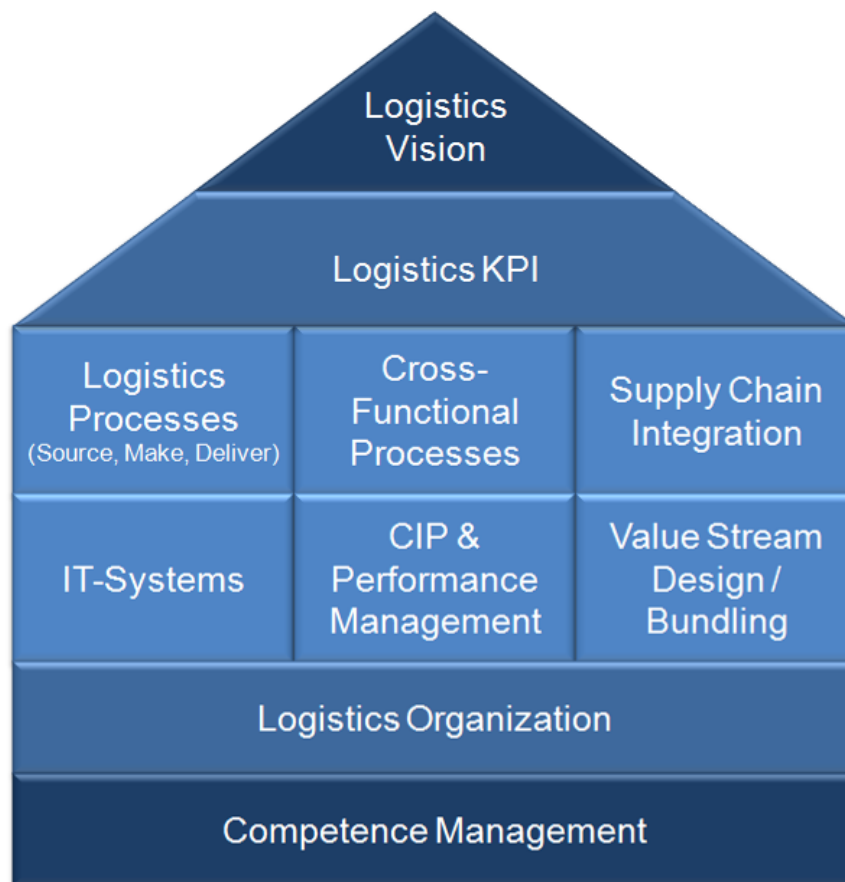 Logistics
Vision
Logistics KPI
Logistics
Processes
(Source, Make, Deliver)
Cross-
Functional
Processes
Supply Chain
Integration
IT-Systems
CIP &
Performance
Management
Value Stream
Design /
Bundling
Logistics Organization
Competence Management